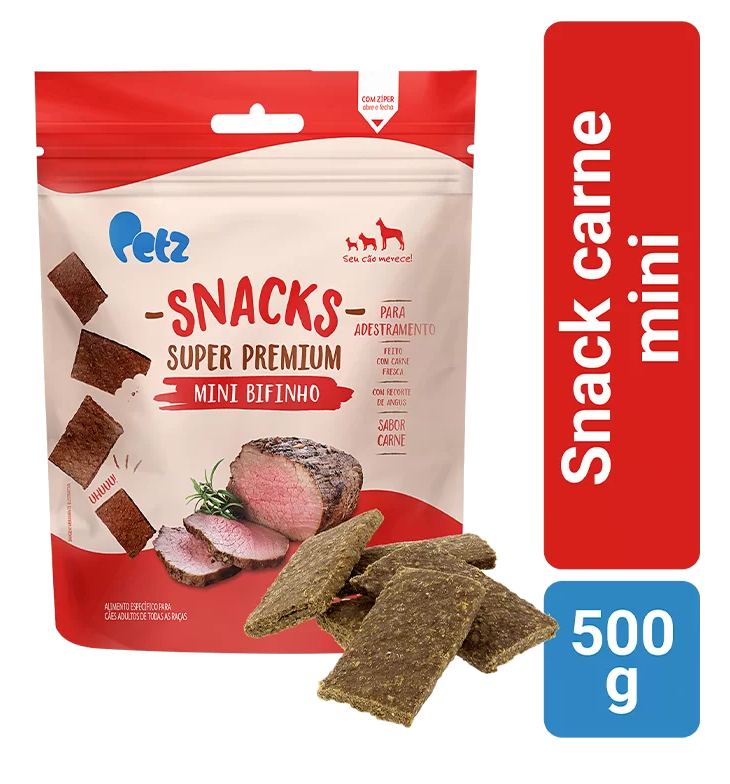 COM ZÍPER
abre e fecha
Petz
Seu cão merece!
SNACKS
SUPER PREMIUM
MINI BIFINHO
PARA
ADESTRAMENTO
FEITO
COM CARNE
FRESCA
COM RECORTE
DE ANGUS
SABOR
CARNE
UHUUU!
ALIMENTO ESPECÍFICO PARA
CÃES ADULTOS DE TODAS AS RAÇAS
Snack carne
mini
500
g